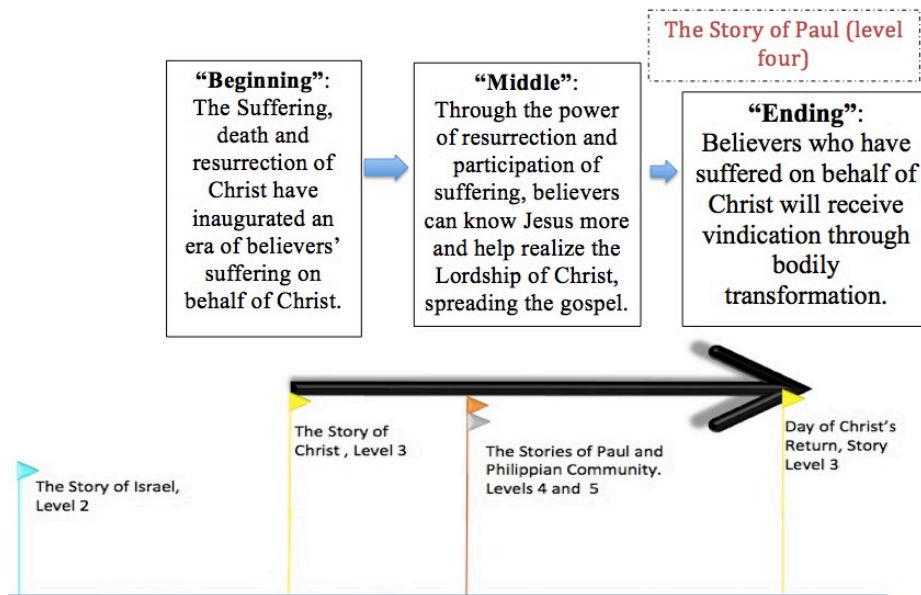 The Story of Paul (level
four)
“Beginning”:
The Suffering,
death and
resurrection of
Christ have
inaugurated an
era of believers’
suffering on
behalf of Christ.
“Middle”:
Through the power
of resurrection and
participation of
suffering, believers
can know Jesus more
and help realize the
Lordship of Christ,
spreading the gospel.
“Ending”:
Believers who have
suffered on behalf of
Christ will receive
vindication through
bodily
transformation.
The Story of
Christ , Level 3
The Stories of Paul and
Philippian Community.
Levels 4 and 5
Day of Christ’s
Return, Story
Level 3
The Story of Israel,
Level 2